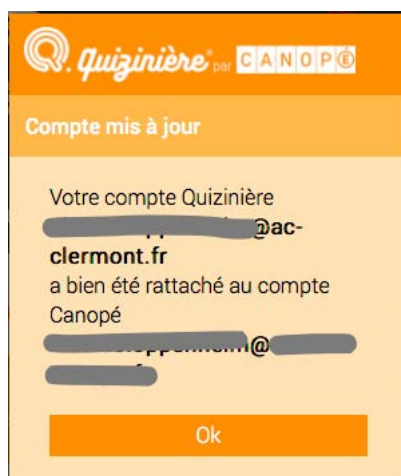 Q. Quizinière® par CANOPÉ
Compte mis à jour
Votre compte Quizinière
@ac-
clermont.fr
a bien été rattaché au compte
Canopé
@
Ok